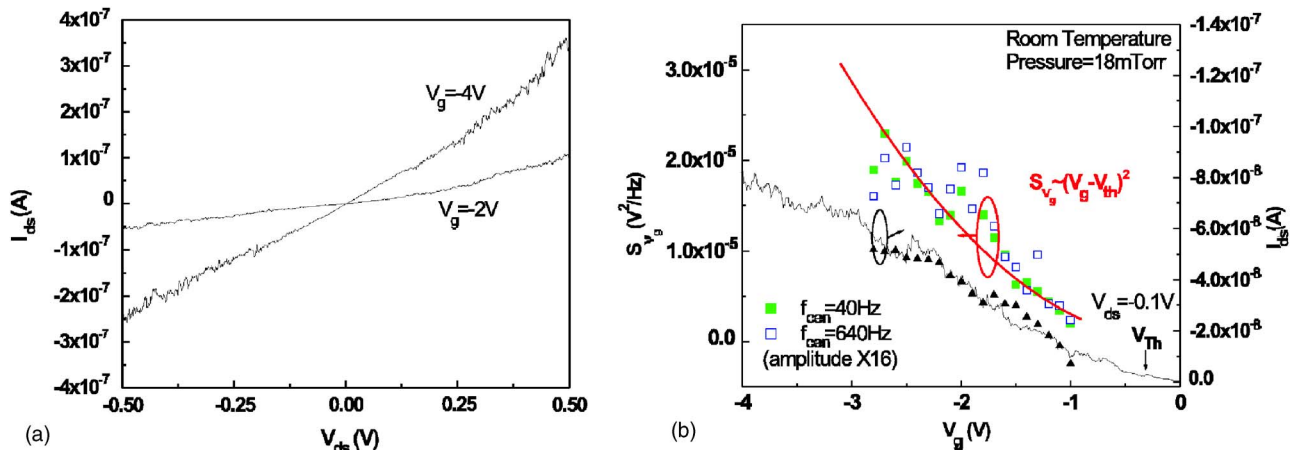 4x10-7
3x10-7
2x10-7
1x10-7
0
-1x10-7
-2x10-7
-3x10-7
-4x10-7
Ids(A)
Vg=-4V
Vg=-2V
-0.50
-0.25
0.00
0.25
0.50
Vds(V)
(a)
Room Temperature
Pressure=18mTorr
3.0x10-5
2.0x10-5
1.0x10-5
0.0
SVg(V2/Hz)
SVg~(Vg-Vth)2
fcen=40Hz
fcen=640Hz
(amplitude X16)
Vds=-0.1V
VTh
-1.4x10-7
-1.2x10-7
-1.0x10-7
-8.0x10-8
-6.0x10-8
-4.0x10-8
-2.0x10-8
0.0
Ids(A)
-4
-3
-2
-1
0
Vg(V)
(b)